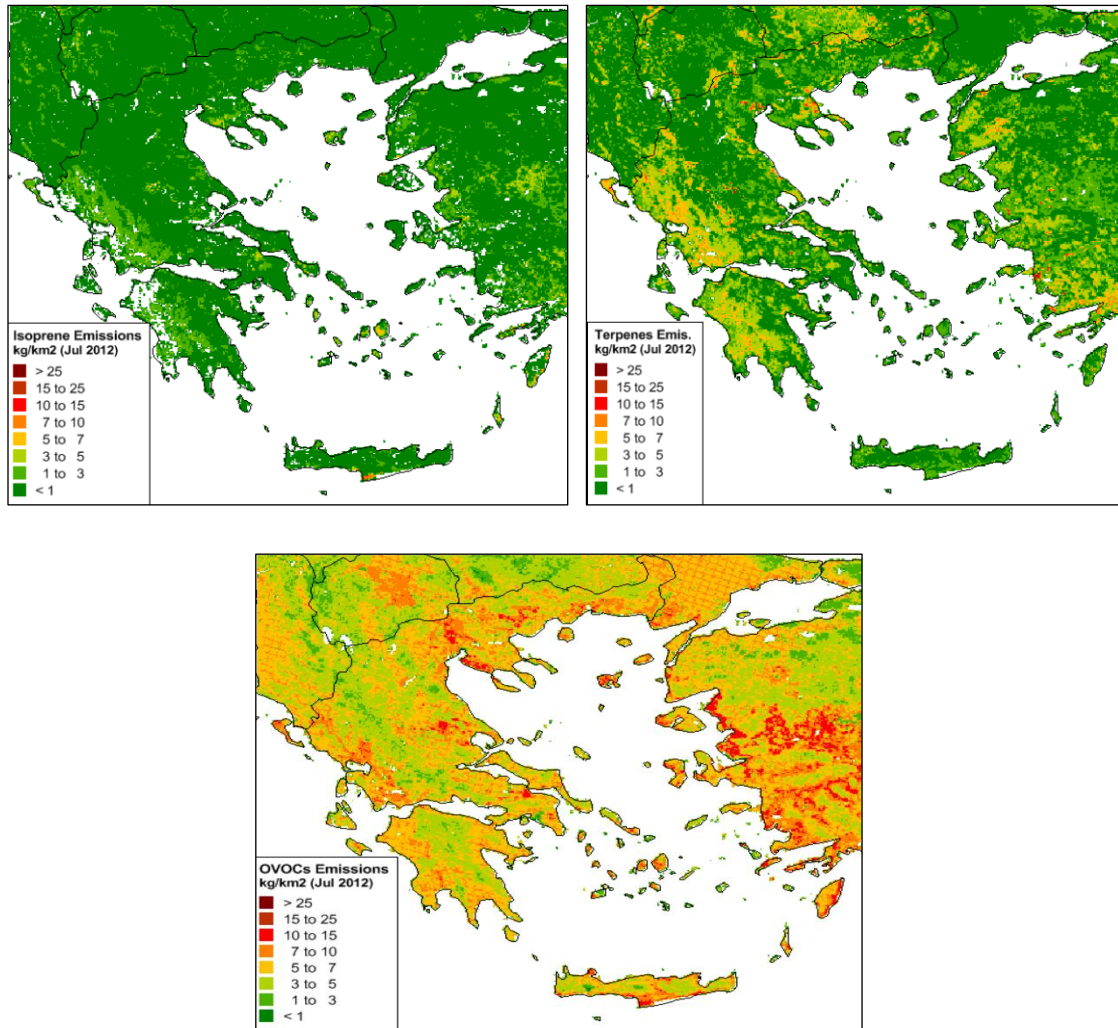 Isoprene Emissions
kg/km2 (Jul 2012)
> 25
15 to 25
10 to 15
7 to 10
5 to 7
3 to 5
1 to 3
< 1
Terpenes Emis.
kg/km2 (Jul 2012)
> 25
15 to 25
10 to 15
7 to 10
5 to 7
3 to 5
1 to 3
< 1
OVOCs Emissions
kg/km2 (Jul 2012)
> 25
15 to 25
10 to 15
7 to 10
5 to 7
3 to 5
1 to 3
< 1